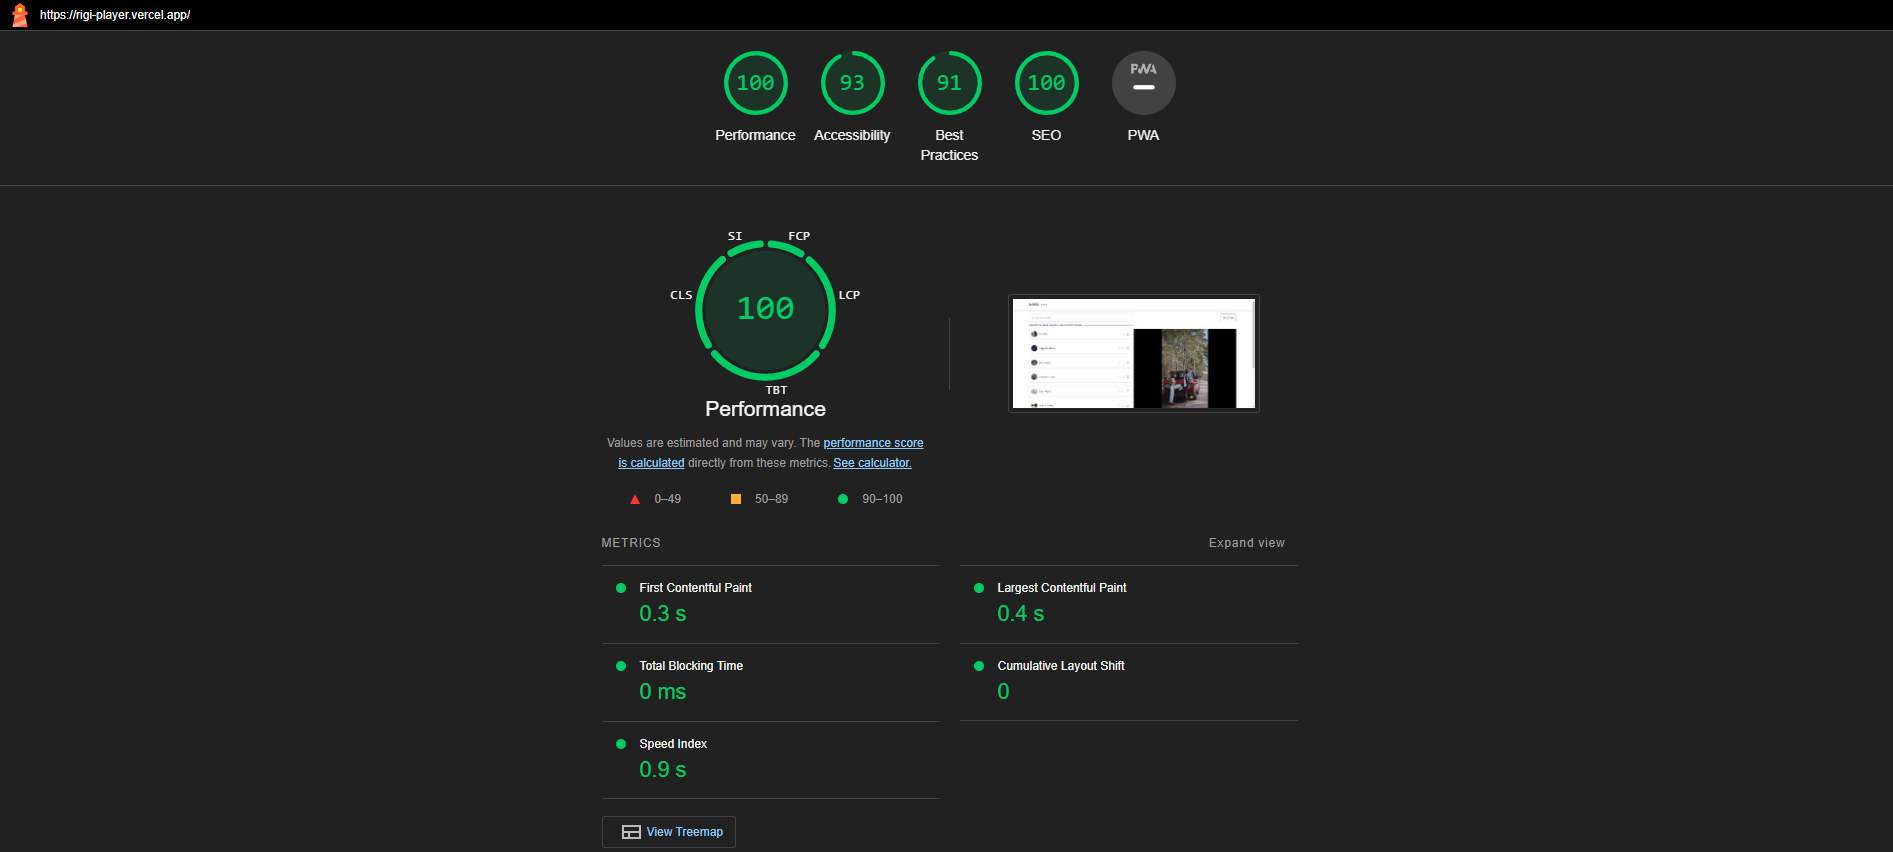 https://rigi-player.vercel.app/
100
93
91
100
PWA
Performance
Accessibility
Best
Practices
SEO
PWA
SI
FCP
CLS
LCP
100
TBT
Performance
Values are estimated and may vary. The performance score
is calculated directly from these metrics. See calculator.
0–49
50–89
90–100
METRICS
Expand view
First Contentful Paint
0.3 s
Largest Contentful Paint
0.4 s
Total Blocking Time
0 ms
Cumulative Layout Shift
0
Speed Index
0.9 s
View Treemap